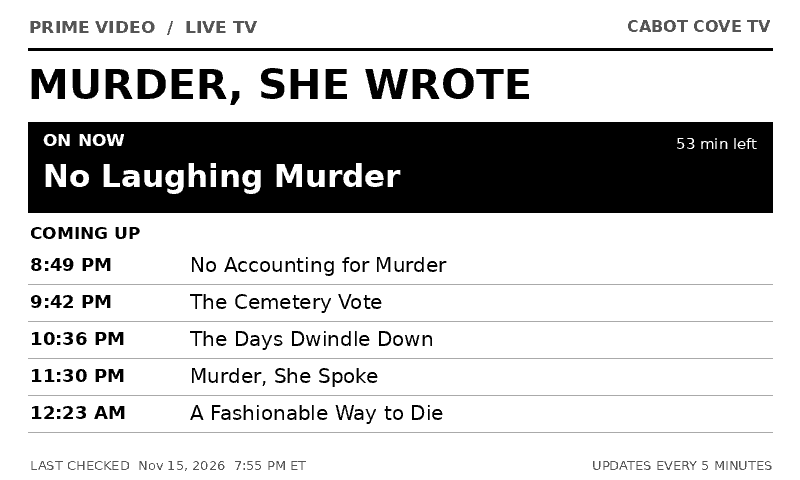 PRIME VIDEO / LIVE TV
CABOT COVE TV
MURDER, SHE WROTE
ON NOW
53 min left
No Laughing Murder
COMING UP
8:49 PM No Accounting for Murder
9:42 PM The Cemetery Vote
10:36 PM The Days Dwindle Down
11:30 PM Murder, She Spoke
12:23 AM A Fashionable Way to Die
LAST CHECKED Nov 15, 2026 7:55 PM ET
UPDATES EVERY 5 MINUTES